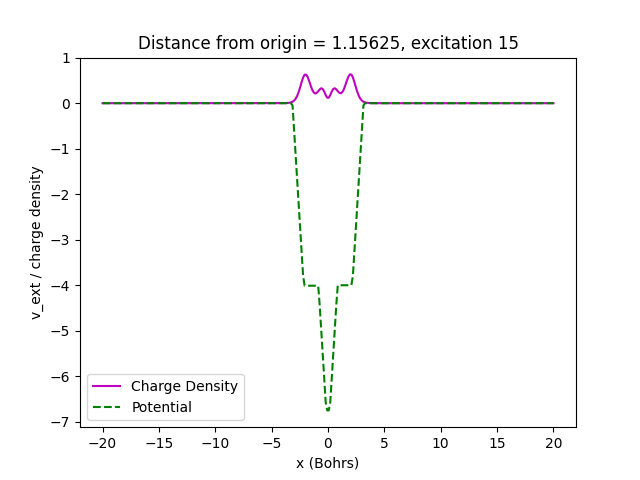 Distance from origin = 1.15625, excitation 15
v_ext / charge density
1
0
−1
−2
−3
−4
−5
−6
−7
Charge Density
Potential
−20 −15 −10 −5 0 5 10 15 20
x (Bohrs)